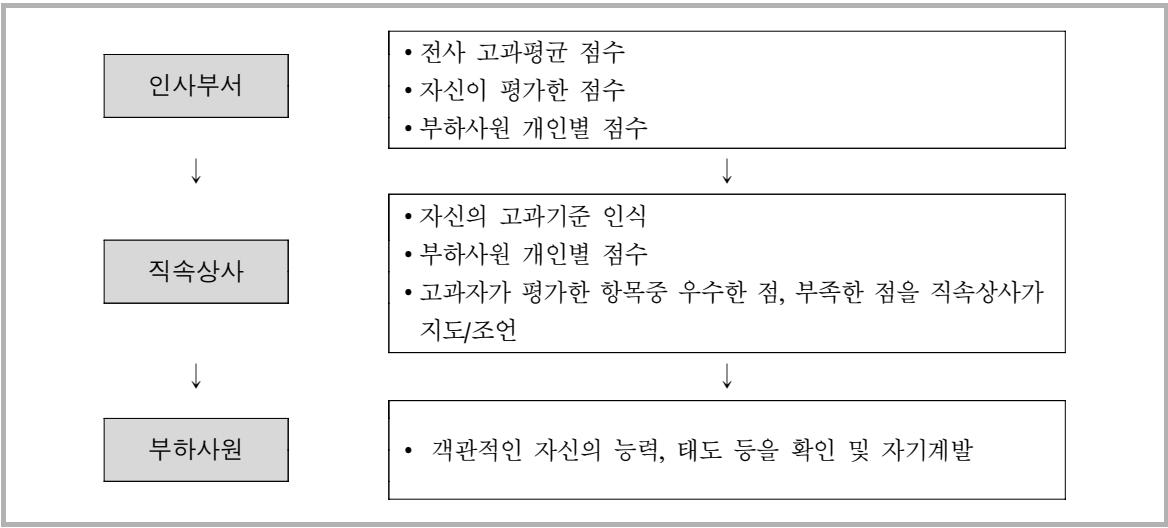 인사부서
• 전사 고과평균 점수
• 자신이 평가한 점수
• 부하사원 개인별 점수
↓ ↓
직속상사
• 자신의 고과기준 인식
• 부하사원 개인별 점수
• 고과자가 평가한 항목중 우수한 점, 부족한 점을 직속상사가
지도/조언
↓ ↓
부하사원
• 객관적인 자신의 능력, 태도 등을 확인 및 자기계발